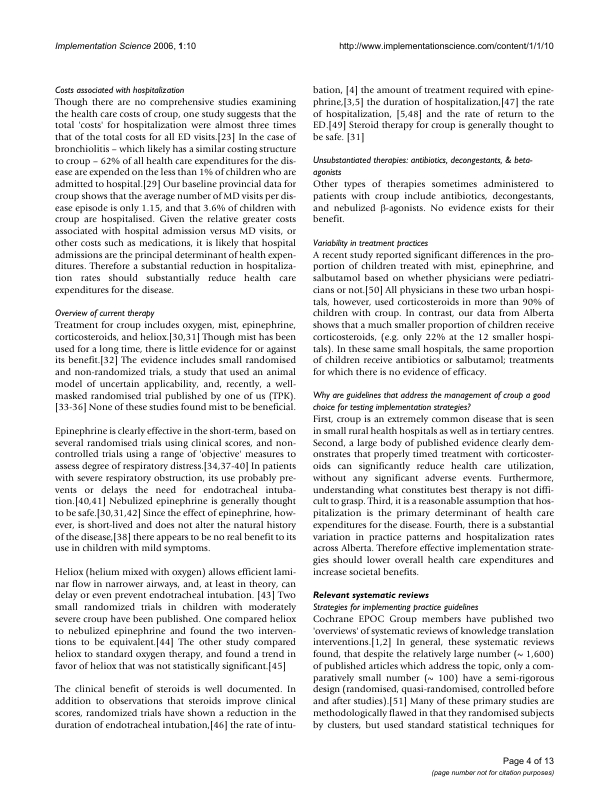 Implementation Science 2006, 1:10
http://www.implementationscience.com/content/1/1/10
Costs associated with hospitalization
Though there are no comprehensive studies examining
the health care costs of croup, one study suggests that the
total 'costs' for hospitalization were almost three times
that of the total costs for all ED visits.[23] In the case of
bronchiolitis – which likely has a similar costing structure
to croup – 62% of all health care expenditures for the dis-
ease are expended on the less than 1% of children who are
admitted to hospital.[29] Our baseline provincial data for
croup shows that the average number of MD visits per dis-
ease episode is only 1.15, and that 3.6% of children with
croup are hospitalised. Given the relative greater costs
associated with hospital admission versus MD visits, or
other costs such as medications, it is likely that hospital
admissions are the principal determinant of health expen-
ditures. Therefore a substantial reduction in hospitaliza-
tion rates should substantially reduce health care
expenditures for the disease.
Overview of current therapy
Treatment for croup includes oxygen, mist, epinephrine,
corticosteroids, and heliox.[30,31] Though mist has been
used for a long time, there is little evidence for or against
its benefit.[32] The evidence includes small randomised
and non-randomized trials, a study that used an animal
model of uncertain applicability, and, recently, a well-
masked randomised trial published by one of us (TPK).
[33-36] None of these studies found mist to be beneficial.
Epinephrine is clearly effective in the short-term, based on
several randomised trials using clinical scores, and non-
controlled trials using a range of 'objective' measures to
assess degree of respiratory distress.[34,37-40] In patients
with severe respiratory obstruction, its use probably pre-
vents or delays the need for endotracheal intuba-
tion.[40,41] Nebulized epinephrine is generally thought
to be safe.[30,31,42] Since the effect of epinephrine, how-
ever, is short-lived and does not alter the natural history
of the disease,[38] there appears to be no real benefit to its
use in children with mild symptoms.
Heliox (helium mixed with oxygen) allows efficient lami-
nar flow in narrower airways, and, at least in theory, can
delay or even prevent endotracheal intubation. [43] Two
small randomized trials in children with moderately
severe croup have been published. One compared heliox
to nebulized epinephrine and found the two interven-
tions to be equivalent.[44] The other study compared
heliox to standard oxygen therapy, and found a trend in
favor of heliox that was not statistically significant.[45]
The clinical benefit of steroids is well documented. In
addition to observations that steroids improve clinical
scores, randomized trials have shown a reduction in the
duration of endotracheal intubation,[46] the rate of intu-
bation, [4] the amount of treatment required with epine-
phrine,[3,5] the duration of hospitalization,[47] the rate
of hospitalization, [5,48] and the rate of return to the
ED.[49] Steroid therapy for croup is generally thought to
be safe. [31]
Unsubstantiated therapies: antibiotics, decongestants, & beta-
agonists
Other types of therapies sometimes administered to
patients with croup include antibiotics, decongestants,
and nebulized β-agonists. No evidence exists for their
benefit.
Variability in treatment practices
A recent study reported significant differences in the pro-
portion of children treated with mist, epinephrine, and
salbutamol based on whether physicians were pediatri-
cians or not.[50] All physicians in these two urban hospi-
tals, however, used corticosteroids in more than 90% of
children with croup. In contrast, our data from Alberta
shows that a much smaller proportion of children receive
corticosteroids, (e.g. only 22% at the 12 smaller hospi-
tals). In these same small hospitals, the same proportion
of children receive antibiotics or salbutamol; treatments
for which there is no evidence of efficacy.
Why are guidelines that address the management of croup a good
choice for testing implementation strategies?
First, croup is an extremely common disease that is seen
in small rural health hospitals as well as in tertiary centres.
Second, a large body of published evidence clearly dem-
onstrates that properly timed treatment with corticoster-
oids can significantly reduce health care utilization,
without any significant adverse events. Furthermore,
understanding what constitutes best therapy is not diffi-
cult to grasp. Third, it is a reasonable assumption that hos-
pitalization is the primary determinant of health care
expenditures for the disease. Fourth, there is a substantial
variation in practice patterns and hospitalization rates
across Alberta. Therefore effective implementation strate-
gies should lower overall health care expenditures and
increase societal benefits.
Relevant systematic reviews
Strategies for implementing practice guidelines
Cochrane EPOC Group members have published two
'overviews' of systematic reviews of knowledge translation
interventions.[1,2] In general, these systematic reviews
found, that despite the relatively large number (~ 1,600)
of published articles which address the topic, only a com-
paratively small number (~ 100) have a semi-rigorous
design (randomised, quasi-randomised, controlled before
and after studies).[51] Many of these primary studies are
methodologically flawed in that they randomised subjects
by clusters, but used standard statistical techniques for
Page 4 of 13
(page number not for citation purposes)